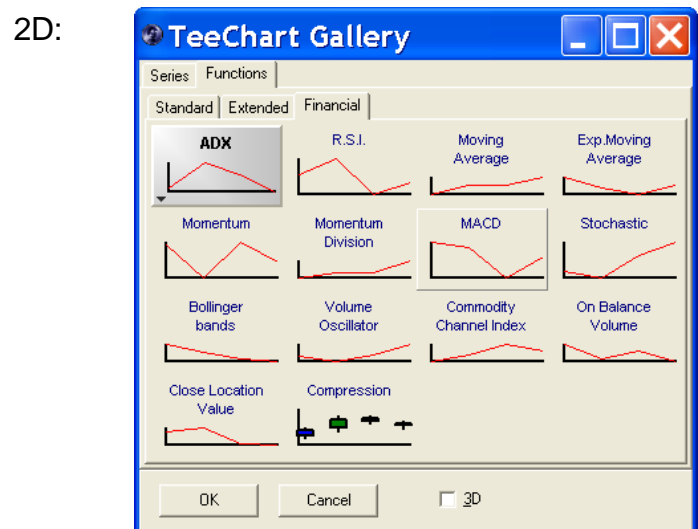 2D:
TeeChart Gallery
Series Functions
Standard Extended Financial
ADX
R.S.I.
Moving
Average
Exp.Moving
Average
Momentum
Momentum
Division
MACD
Stochastic
Bollinger
bands
Volume
Oscillator
Commodity
Channel Index
On Balance
Volume
Close Location
Value
Compression
OK
Cancel
3D